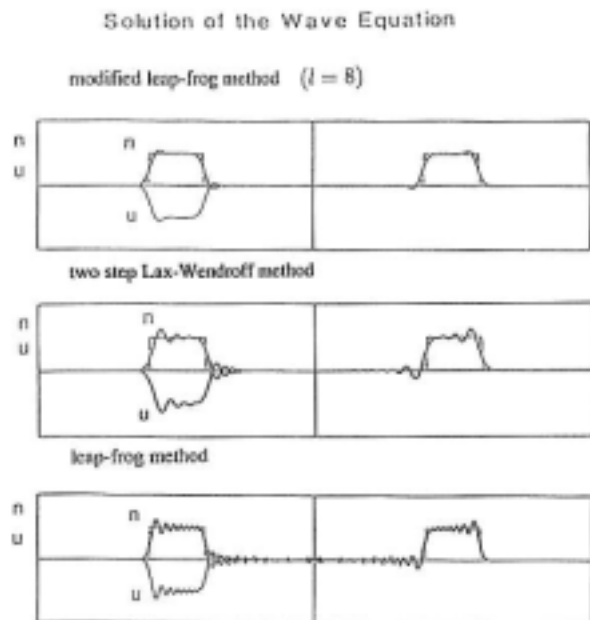 Solution of the Wave Equation
modified leap-frog method (l = 8)
n
n
u
u
two step Lax-Wendroff method
n
n
u
u
leap-frog method
n
n
u
u